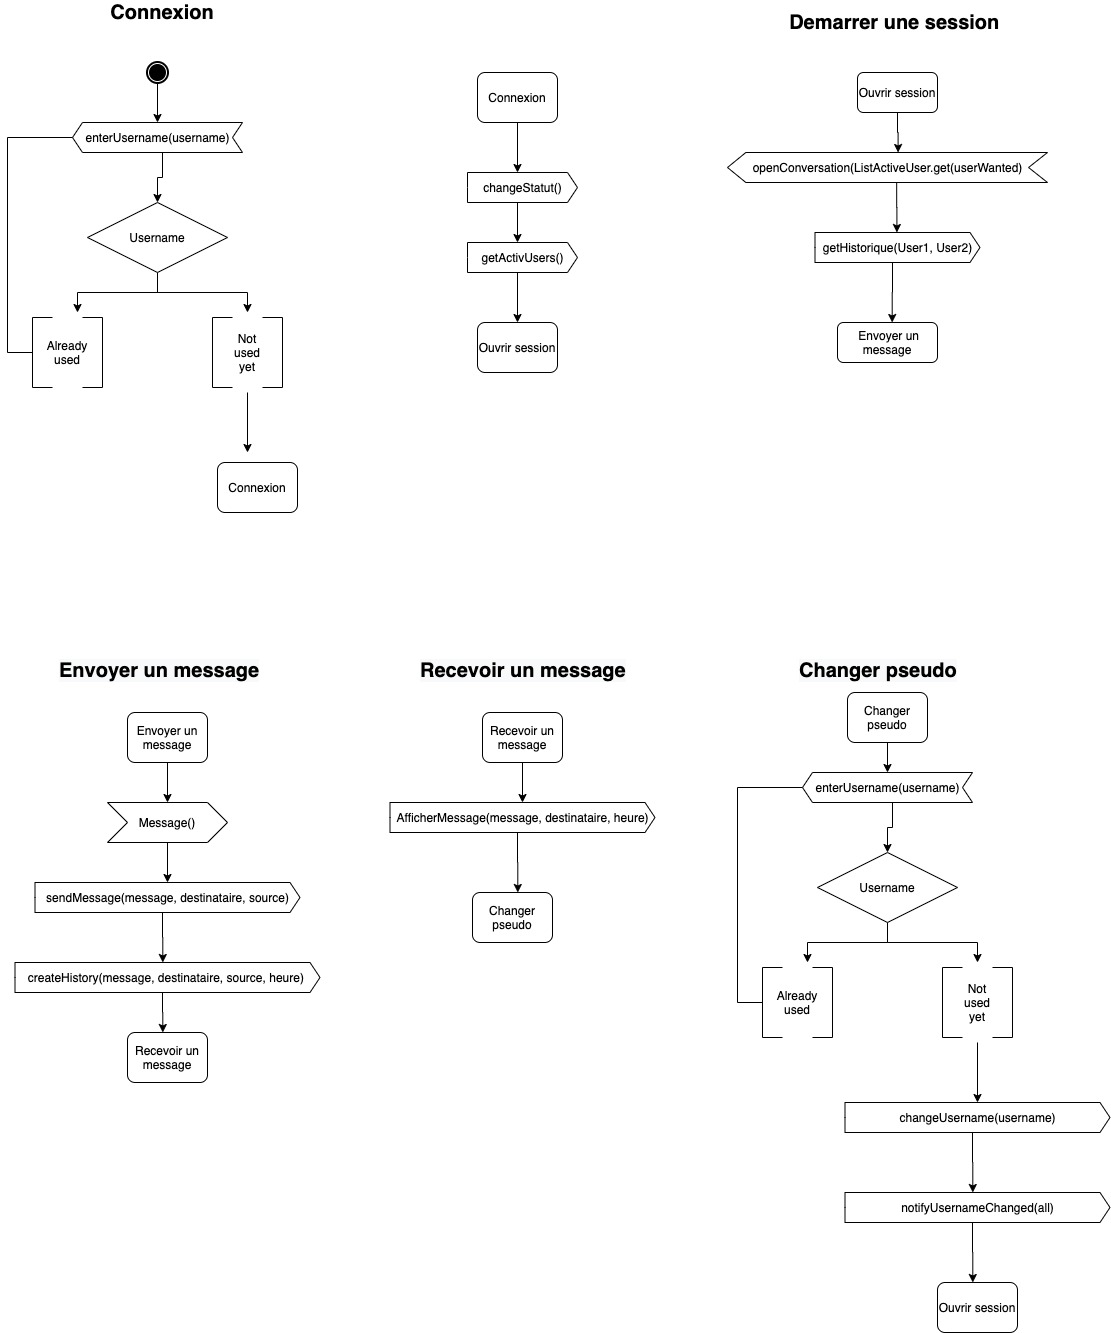 Connexion
enterUsername(username)
Username
Already
used
Not
used
yet
Connexion
Connexion
changeStatut()
getActivUsers()
Ouvrir session
Demarrer une session
Ouvrir session
openConversation(ListActiveUser.get(userWanted)
getHistorique(User1, User2)
Envoyer un
message
Envoyer un message
Envoyer un
message
Message()
sendMessage(message, destinataire, source)
createHistory(message, destinataire, source, heure)
Recevoir un
message
Recevoir un message
Recevoir un
message
AfficherMessage(message, destinataire, heure)
Changer
pseudo
Changer pseudo
Changer
pseudo
enterUsername(username)
Username
Already
used
Not
used
yet
changeUsername(username)
notifyUsernameChanged(all)
Ouvrir session